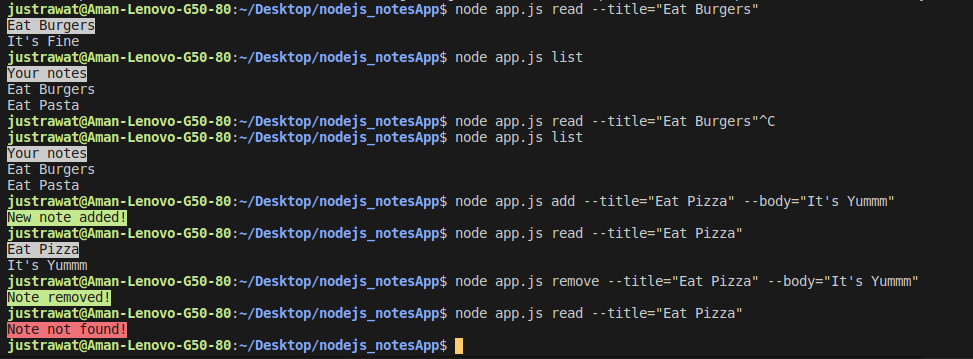 justrawat@Aman-Lenovo-G50-80:~/Desktop/nodejs_notesApp$ node app.js read --title="Eat Burgers"
Eat Burgers
It's Fine
justrawat@Aman-Lenovo-G50-80:~/Desktop/nodejs_notesApp$ node app.js list
Your notes
Eat Burgers
Eat Pasta
justrawat@Aman-Lenovo-G50-80:~/Desktop/nodejs_notesApp$ node app.js read --title="Eat Burgers"^C
justrawat@Aman-Lenovo-G50-80:~/Desktop/nodejs_notesApp$ node app.js list
Your notes
Eat Burgers
Eat Pasta
justrawat@Aman-Lenovo-G50-80:~/Desktop/nodejs_notesApp$ node app.js add --title="Eat Pizza" --body="It's Yummm"
New note added!
justrawat@Aman-Lenovo-G50-80:~/Desktop/nodejs_notesApp$ node app.js read --title="Eat Pizza"
Eat Pizza
It's Yummm
justrawat@Aman-Lenovo-G50-80:~/Desktop/nodejs_notesApp$ node app.js remove --title="Eat Pizza" --body="It's Yummm"
Note removed!
justrawat@Aman-Lenovo-G50-80:~/Desktop/nodejs_notesApp$ node app.js read --title="Eat Pizza"
Note not found!
justrawat@Aman-Lenovo-G50-80:~/Desktop/nodejs_notesApp$